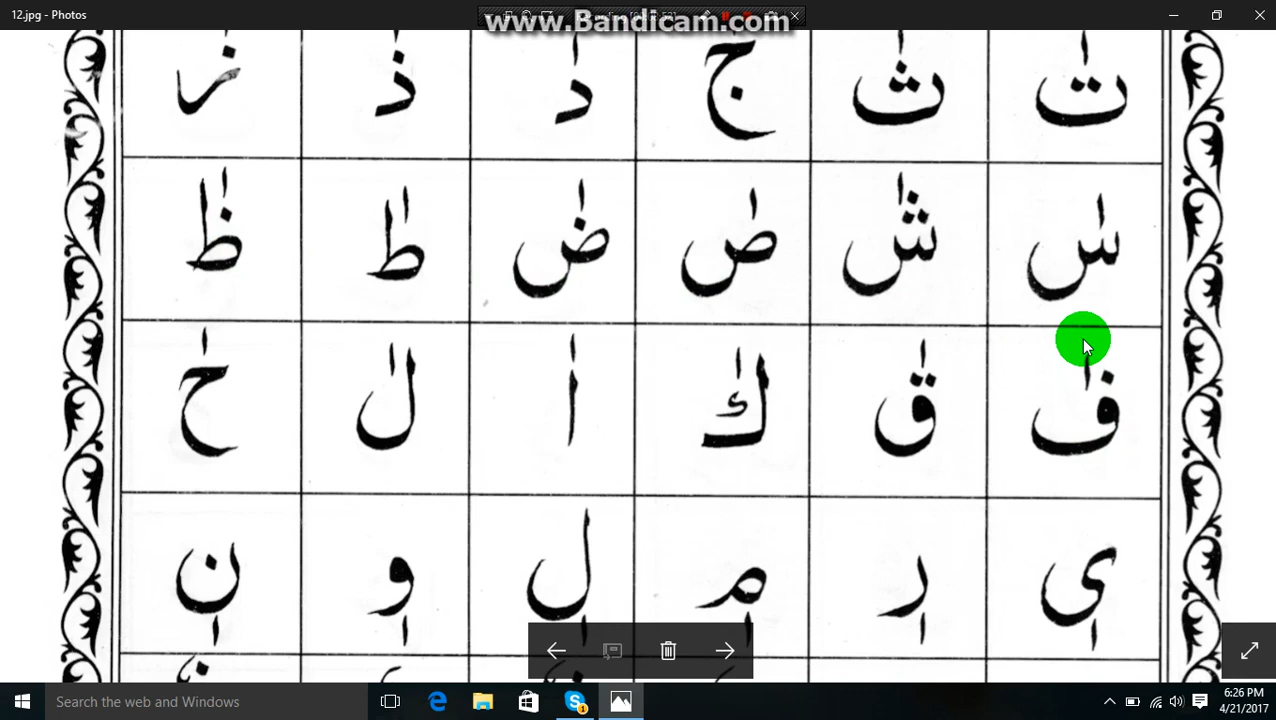 12.jpg - Photos
www.Bandicam.com
تٰ ثٰ جٰ دٰ ذٰ زٰ
سٰ شٰ صٰ ضٰ طٰ ظٰ
فٰ قٰ كٰ اٰ لٰ حٰ
ىٖ رٖ مٖ لٖ وٖ نٖ
Search the web and Windows
6:26 PM
4/21/2017